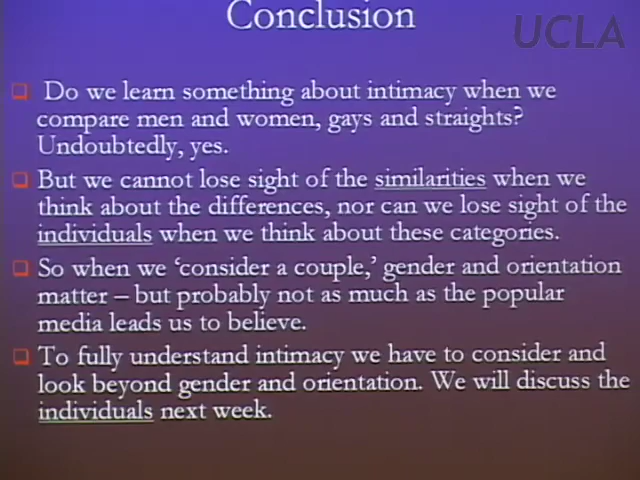 Conclusion
UCLA
Do we learn something about intimacy when we
compare men and women, gays and straights?
Undoubtedly, yes.
But we cannot lose sight of the similarities when we
think about the differences, nor can we lose sight of the
individuals when we think about these categories.
So when we ‘consider a couple,’ gender and orientation
matter – but probably not as much as the popular
media leads us to believe.
To fully understand intimacy we have to consider and
look beyond gender and orientation. We will discuss the
individuals next week.